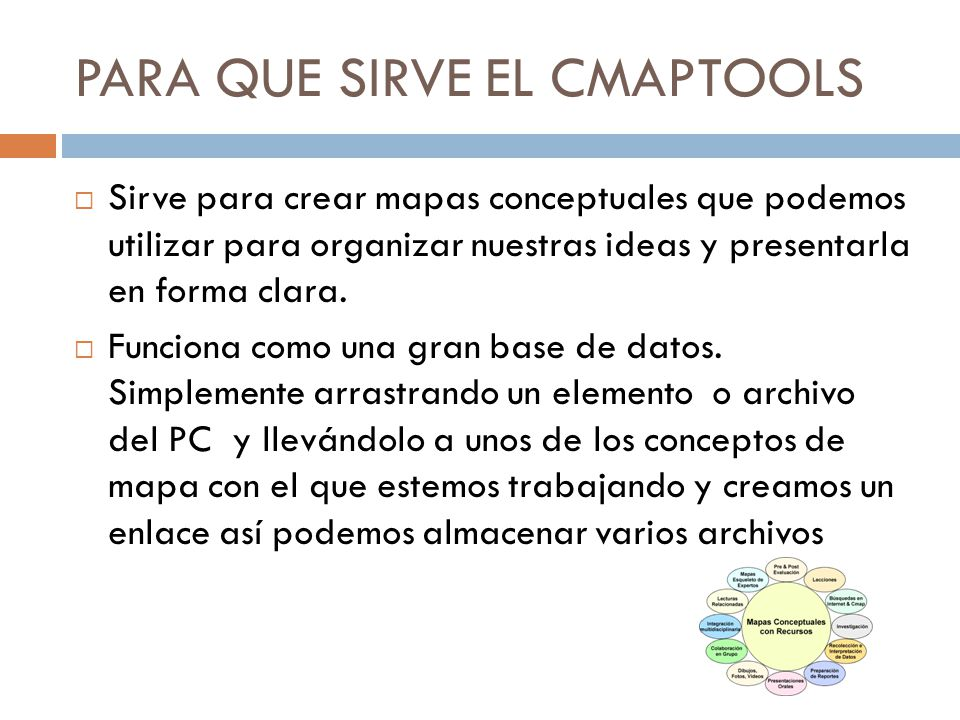 PARA QUE SIRVE EL CMAPTOOLS
Sirve para crear mapas conceptuales que podemos
utilizar para organizar nuestras ideas y presentarla
en forma clara.
Funciona como una gran base de datos.
Simplemente arrastrando un elemento o archivo
del PC y llevándolo a unos de los conceptos de
mapa con el que estemos trabajando y creamos un
enlace así podemos almacenar varios archivos
Pre & Post
Evaluación
Lecciones
Búsquedas en
Internet & Cmap
Investigación
Recolección e
Interpretación
de Datos
Preparación
de Reportes
Presentaciones
Orales
Dibujos,
Fotos, Videos
Colaboración
en Grupo
Integración
multidisciplinaria
Lecturas
Relacionadas
Mapas
Esqueleto de
Expertos
Mapas Conceptuales
con Recursos